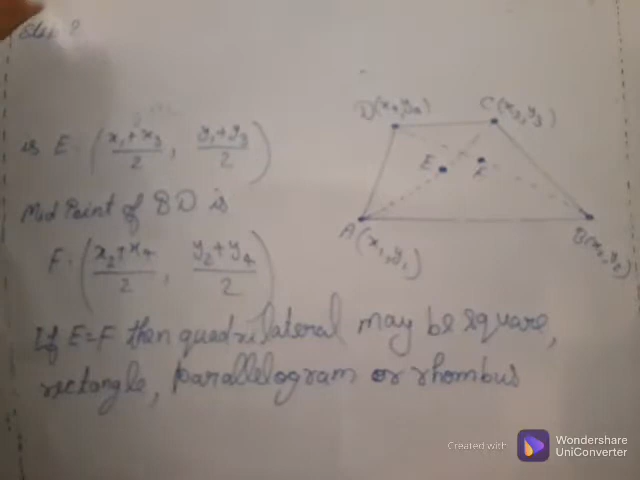 Step 2
D(x₄,y₄) C(x₃,y₃)
is E = (x₁+x₃/2, y₁+y₃/2)
E F
Mid Point of BD is
A(x₁,y₁) B(x₂,y₂)
F = (x₂+x₄/2, y₂+y₄/2)
If E=F then quadrilateral may be square,
rectangle, parallelogram or rhombus
Created with
Wondershare
UniConverter